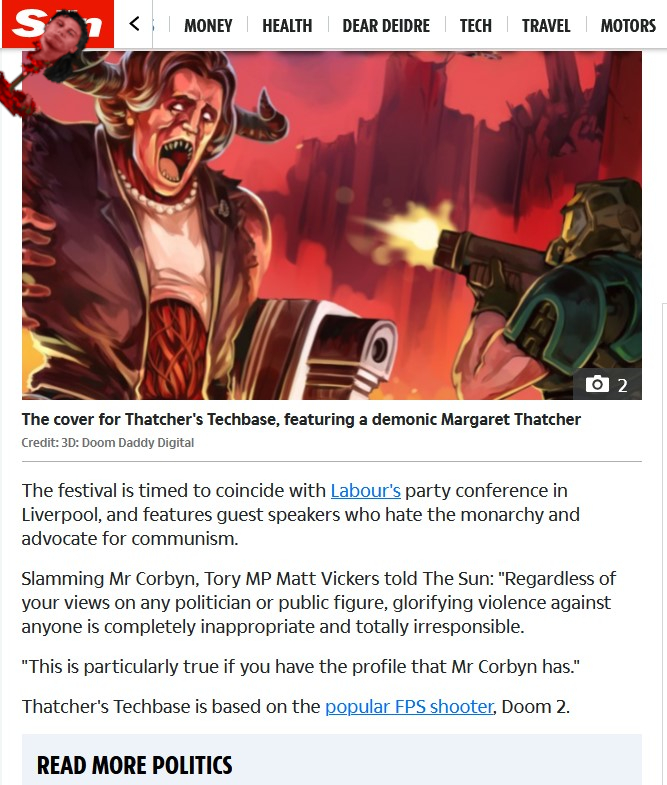 Sun
< MONEY HEALTH DEAR DEIDRE TECH TRAVEL MOTORS
2
The cover for Thatcher's Techbase, featuring a demonic Margaret Thatcher
Credit: 3D: Doom Daddy Digital
The festival is timed to coincide with Labour's party conference in
Liverpool, and features guest speakers who hate the monarchy and
advocate for communism.
Slamming Mr Corbyn, Tory MP Matt Vickers told The Sun: "Regardless of
your views on any politician or public figure, glorifying violence against
anyone is completely inappropriate and totally irresponsible.
"This is particularly true if you have the profile that Mr Corbyn has."
Thatcher's Techbase is based on the popular FPS shooter, Doom 2.
READ MORE POLITICS